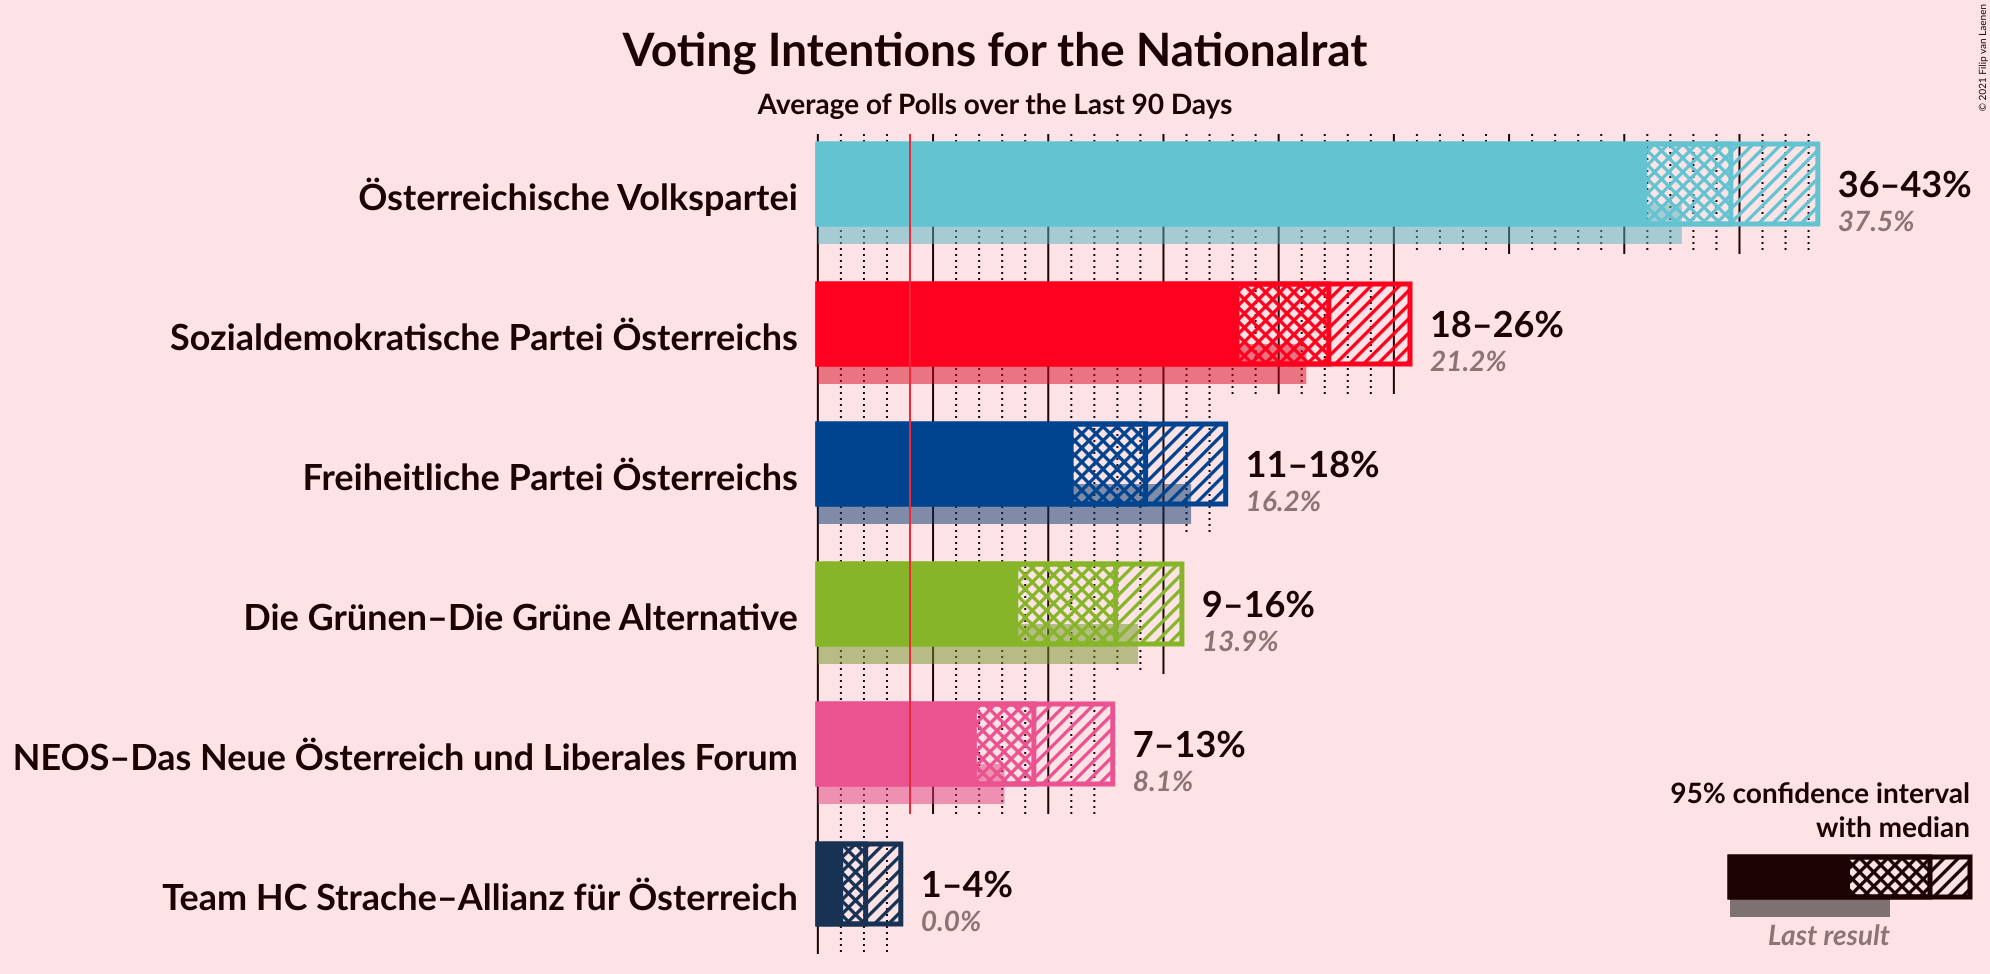 Voting Intentions for the Nationalrat
Average of Polls over the Last 90 Days
© 2021 Filip van Laenen
Österreichische Volkspartei
36–43%
37.5%
Sozialdemokratische Partei Österreichs
18–26%
21.2%
Freiheitliche Partei Österreichs
11–18%
16.2%
Die Grünen–Die Grüne Alternative
9–16%
13.9%
NEOS–Das Neue Österreich und Liberales Forum
7–13%
8.1%
Team HC Strache–Allianz für Österreich
1–4%
0.0%
95% confidence interval
with median
Last result